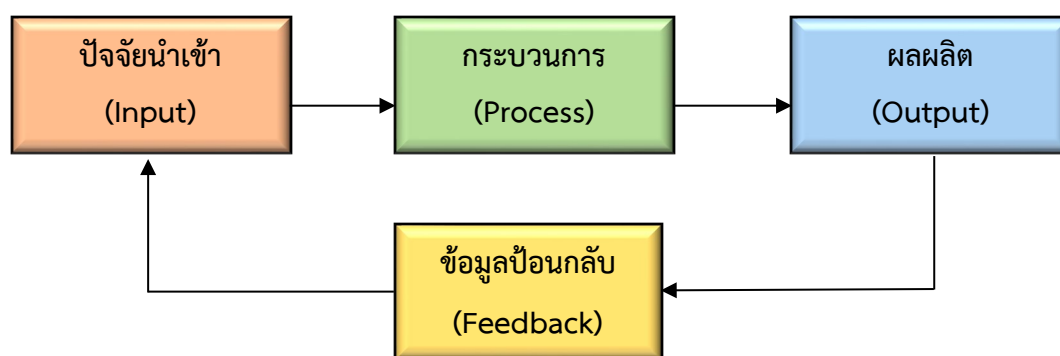 ปัจจัยนำเข้า
(Input)
กระบวนการ
(Process)
ผลผลิต
(Output)
ข้อมูลป้อนกลับ
(Feedback)